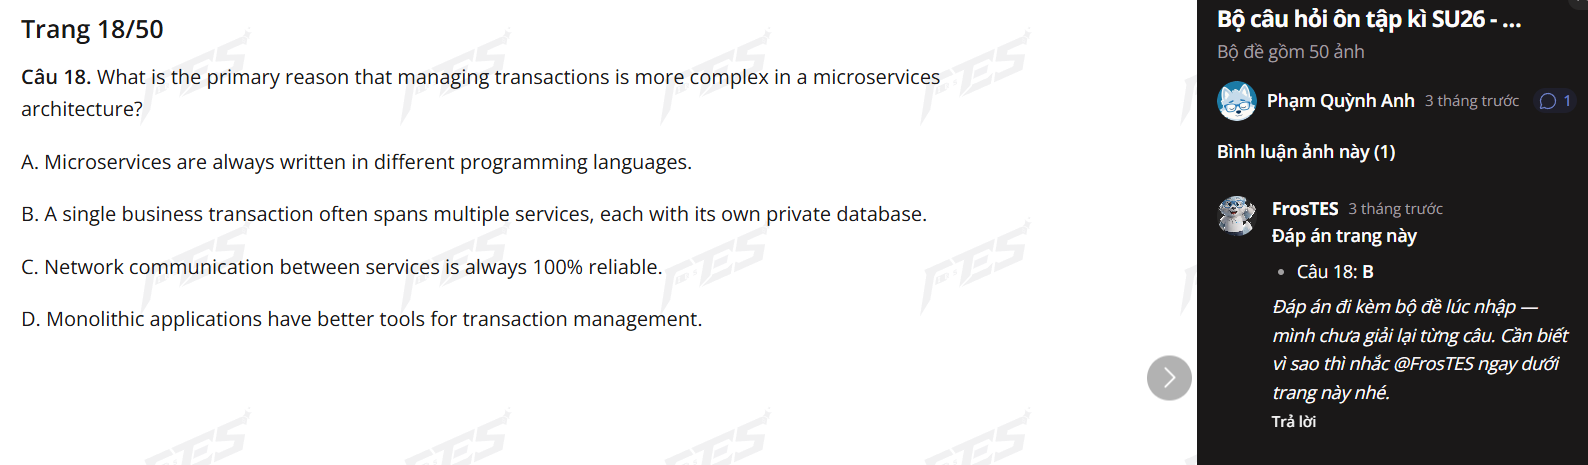 Trang 18/50
Câu 18. What is the primary reason that managing transactions is more complex in a microservices
architecture?
A. Microservices are always written in different programming languages.
B. A single business transaction often spans multiple services, each with its own private database.
C. Network communication between services is always 100% reliable.
D. Monolithic applications have better tools for transaction management.
Bộ câu hỏi ôn tập kì SU26 - ...
Bộ đề gồm 50 ảnh
Phạm Quỳnh Anh 3 tháng trước 1
Bình luận ảnh này (1)
FrosTES 3 tháng trước
Đáp án trang này
• Câu 18: B
Đáp án đi kèm bộ đề lúc nhập —
mình chưa giải lại từng câu. Cần biết
vì sao thì nhắc @FrosTES ngay dưới
trang này nhé.
Trả lời